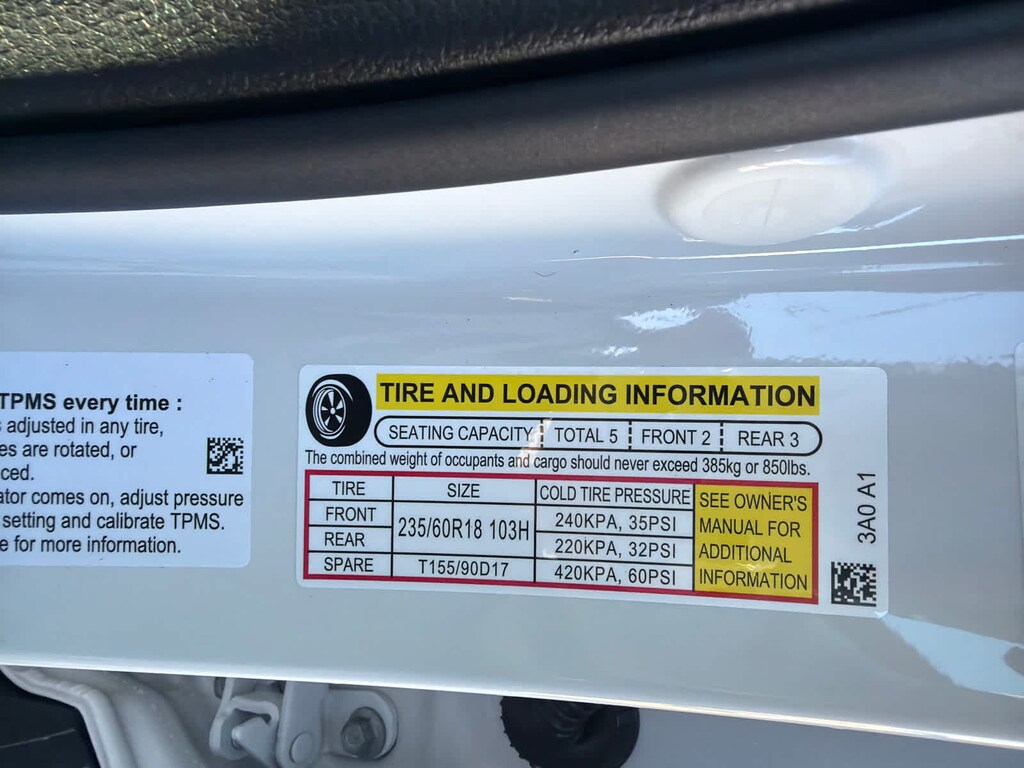 TPMS every time :
adjusted in any tire,
are rotated, or
comes on, adjust pressure
setting and calibrate TPMS.
for more information.
TIRE AND LOADING INFORMATION
SEATING CAPACITY TOTAL 5 FRONT 2 REAR 3
The combined weight of occupants and cargo should never exceed 385kg or 850lbs.
TIRE SIZE COLD TIRE PRESSURE
FRONT 235/60R18 103H 240KPA, 35PSI
REAR 220KPA, 32PSI
SPARE T155/90D17 420KPA, 60PSI
SEE OWNER'S
MANUAL FOR
ADDITIONAL
INFORMATION
3A0 A1